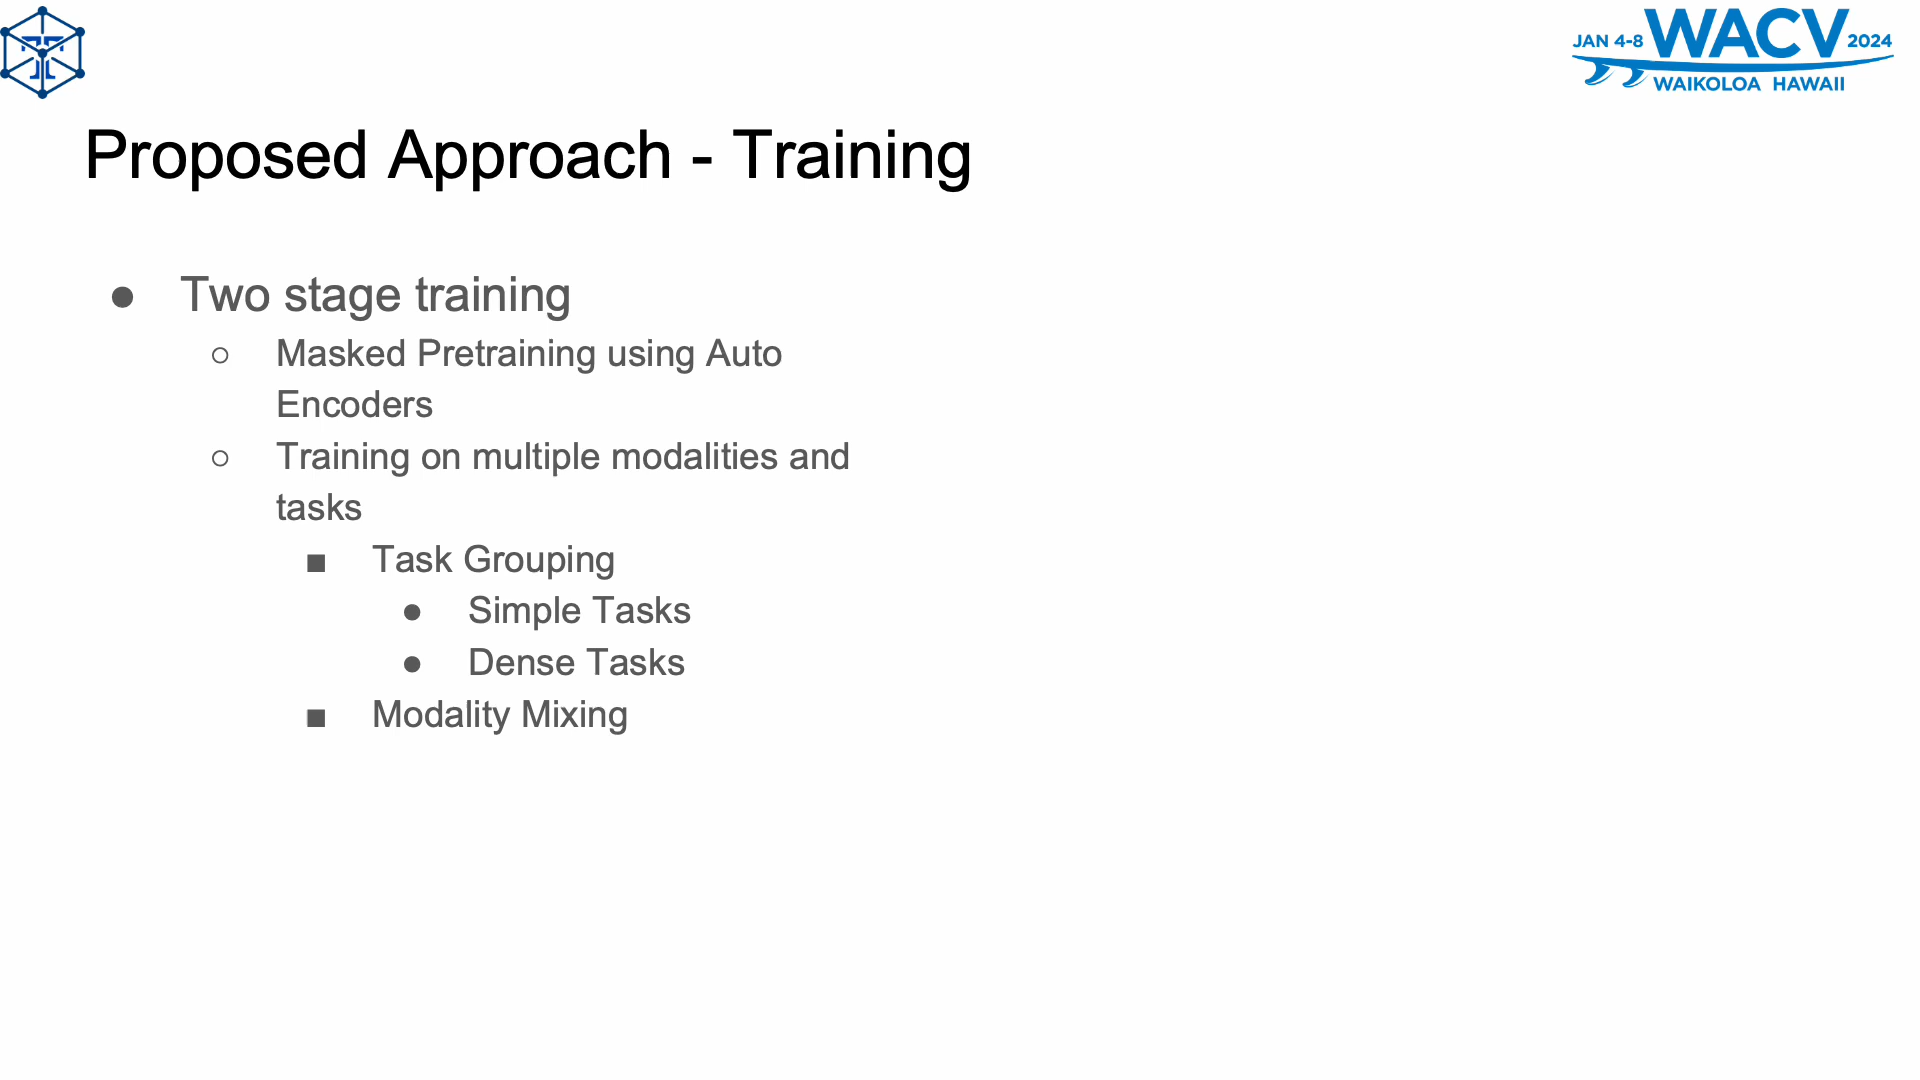 JAN 4-8 WACV 2024
WAIKOLOA HAWAII
Proposed Approach - Training
● Two stage training
○ Masked Pretraining using Auto
Encoders
○ Training on multiple modalities and
tasks
■ Task Grouping
● Simple Tasks
● Dense Tasks
■ Modality Mixing